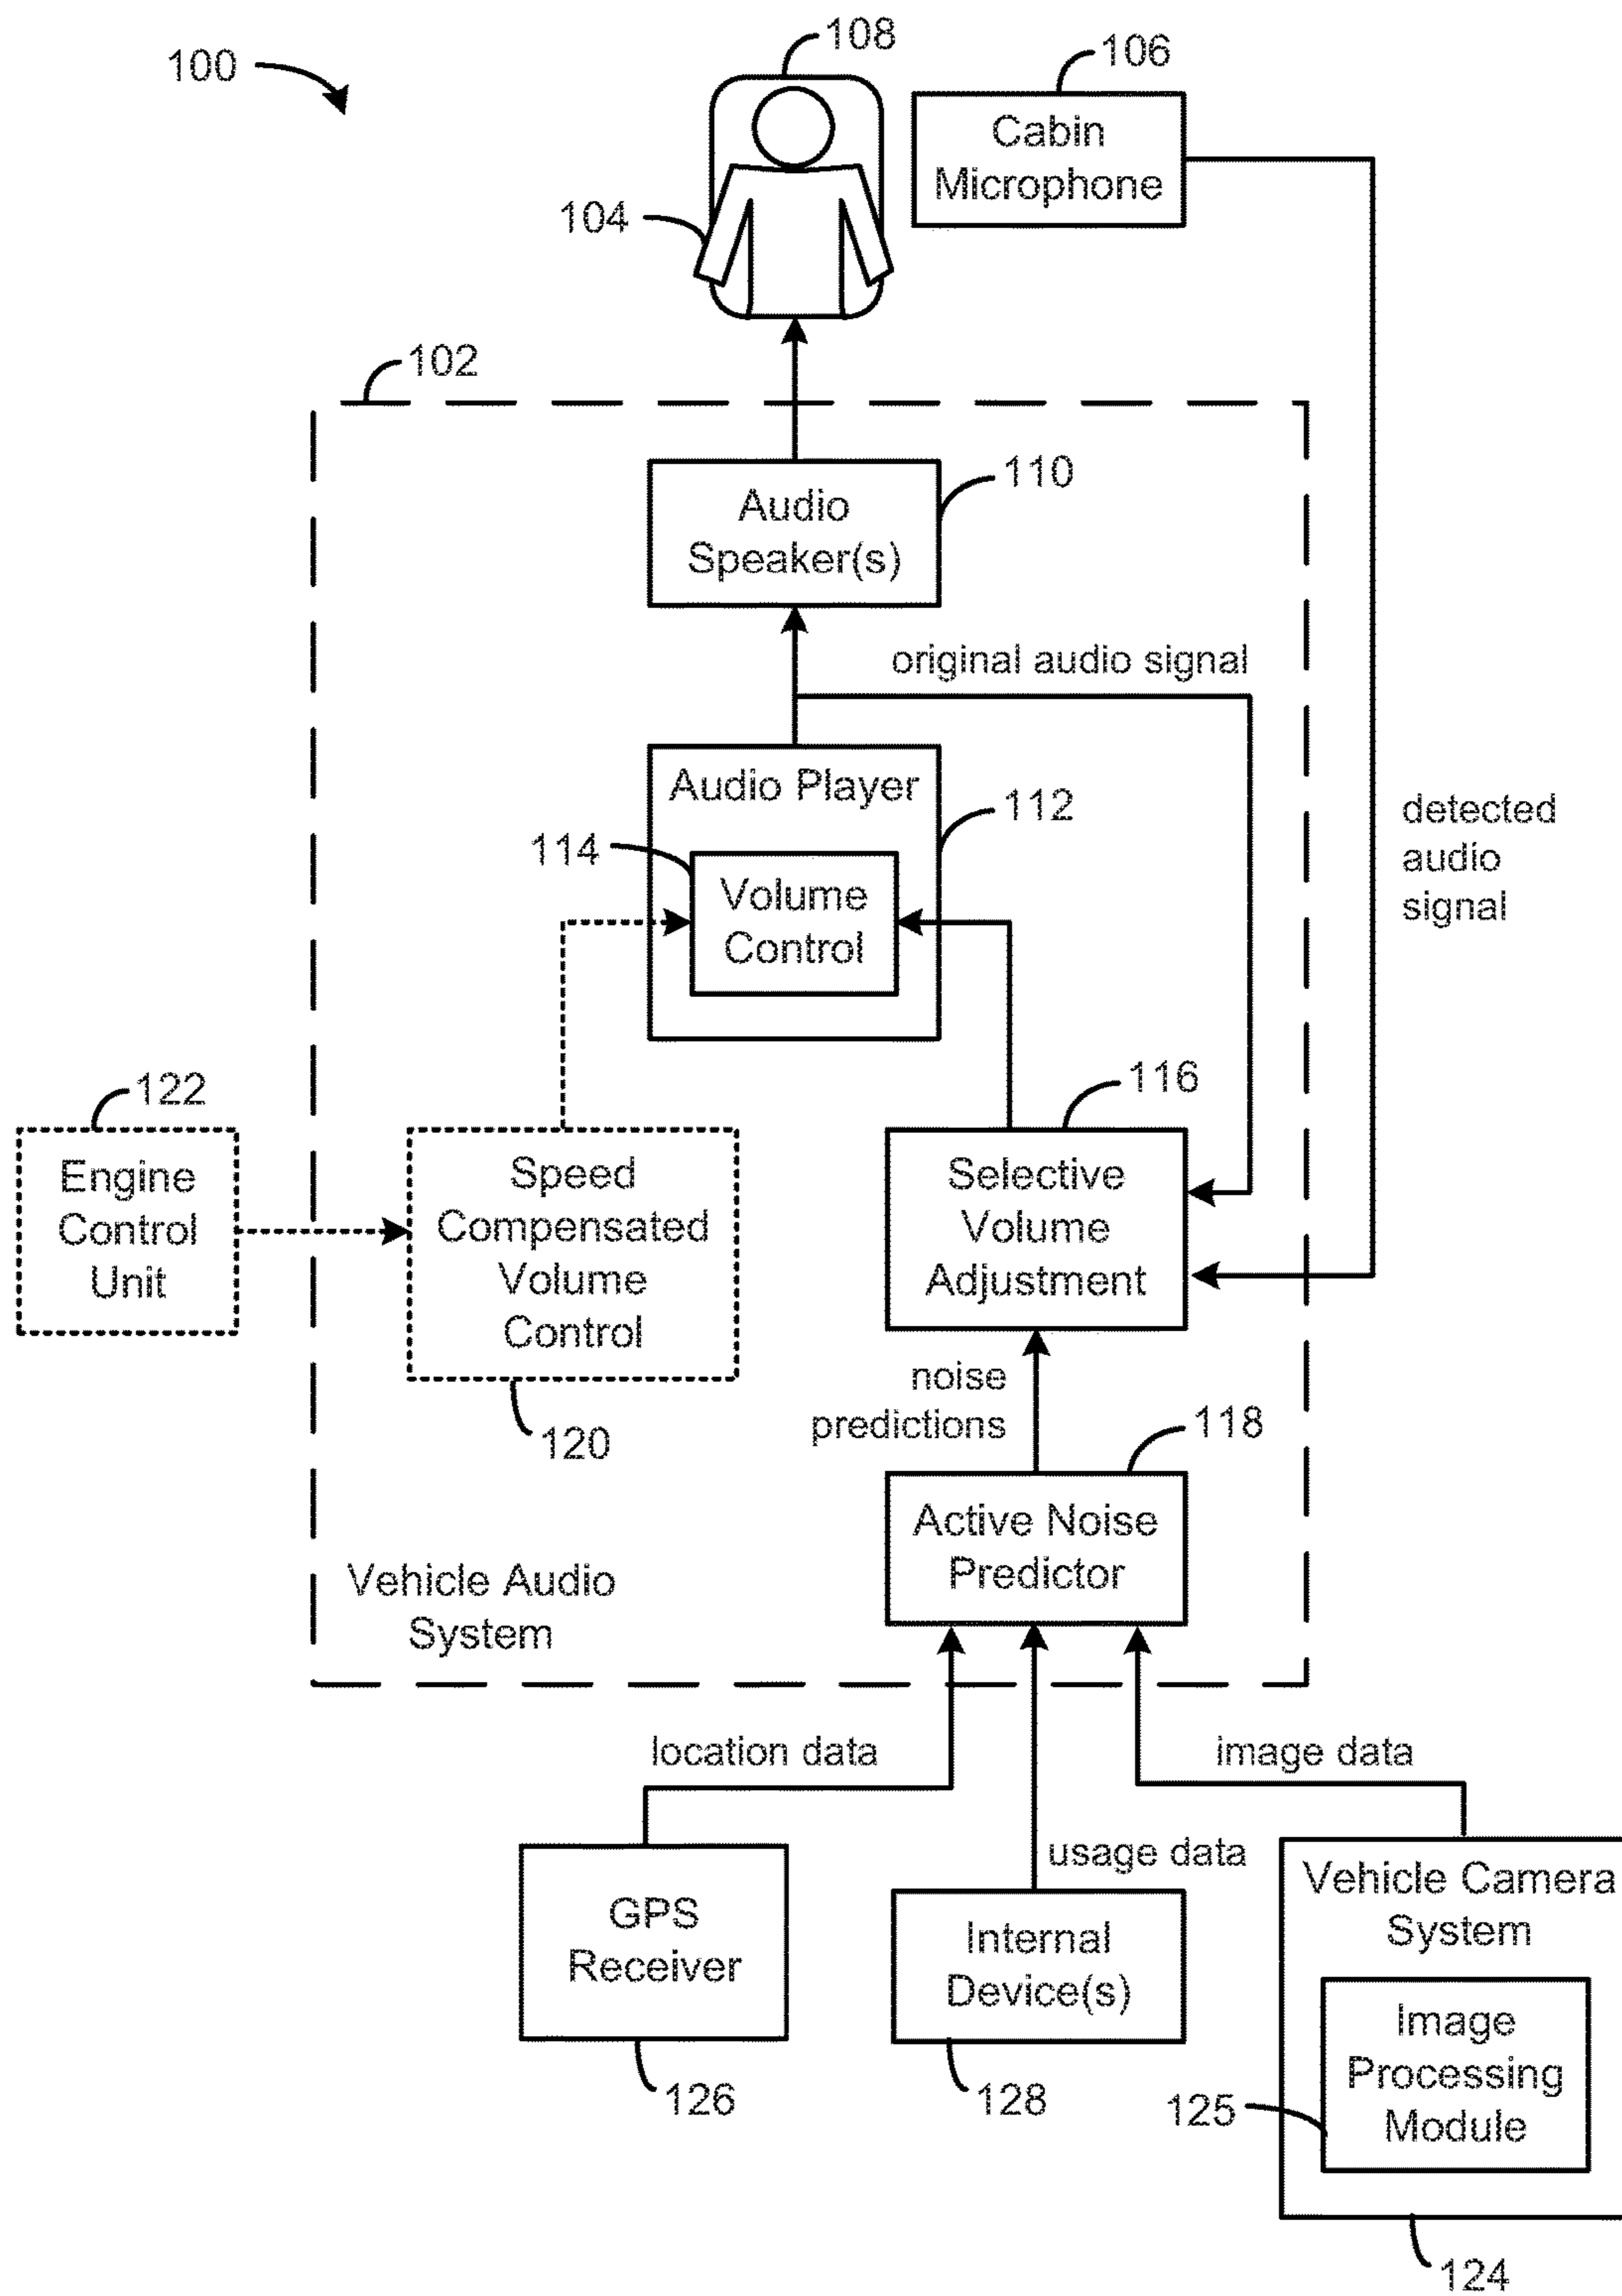 100
108
106
Cabin
Microphone
104
102
110
Audio
Speaker(s)
original audio signal
Audio Player
112
114
Volume
Control
detected
audio
signal
122
116
Engine
Control
Unit
Speed
Compensated
Volume
Control
Selective
Volume
Adjustment
120
noise
predictions
118
Active Noise
Predictor
Vehicle Audio
System
location data
image data
usage data
GPS
Receiver
Internal
Device(s)
Vehicle Camera
System
Image
Processing
Module
126
128
125
124